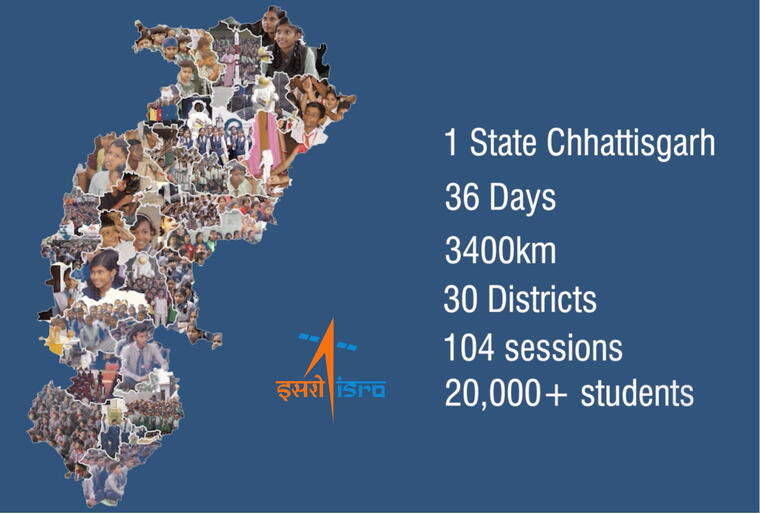 1 State Chhattisgarh
36 Days
3400km
30 Districts
104 sessions
20,000+ students
इसरो isro